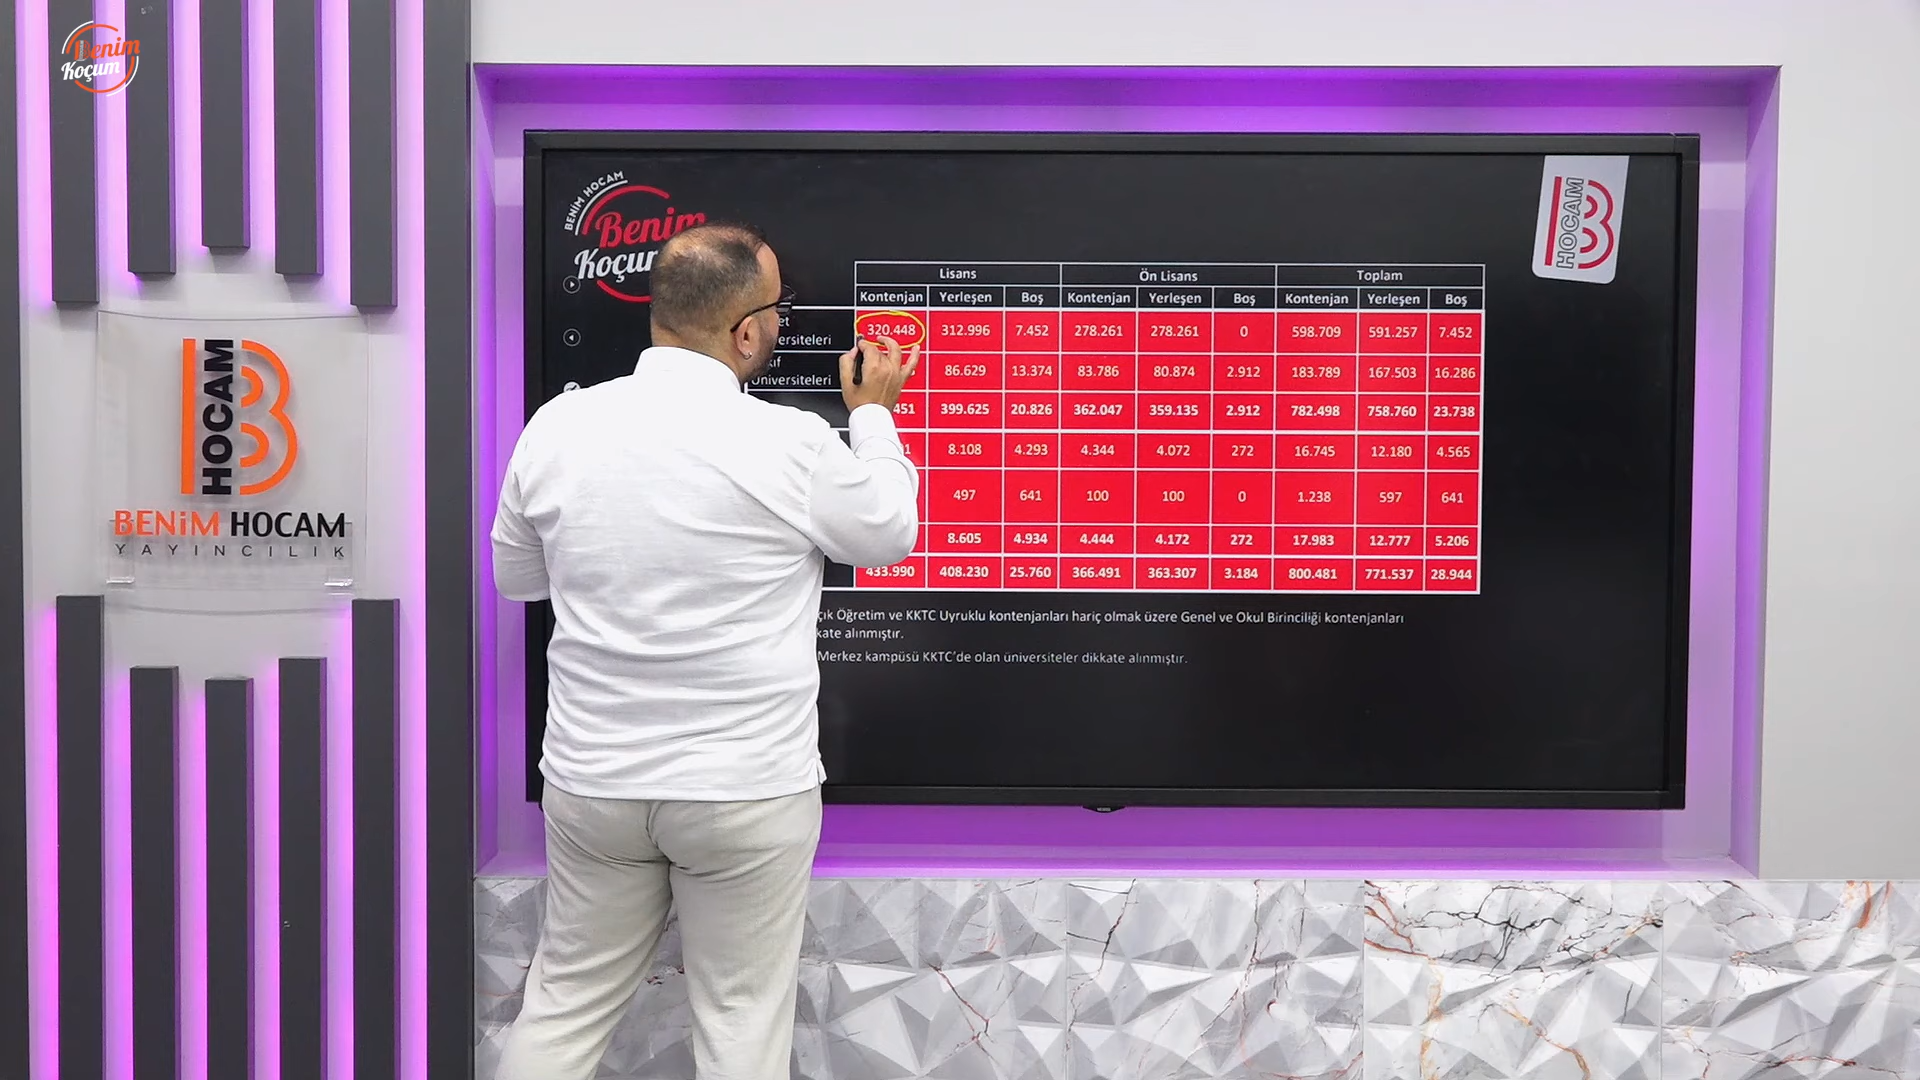 Benim
Koçum
HOCAM
B
BENiM HOCAM
YAYINCILIK
BENİM HOCAM
Benim
HOCAM
Lisans Ön Lisans Toplam
Kontenjan Yerleşen Boş Kontenjan Yerleşen Boş Kontenjan Yerleşen Boş
320.448 312.996 7.452 278.261 278.261 0 598.709 591.257 7.452
Üniversiteleri 86.629 13.374 83.786 80.874 2.912 183.789 167.503 16.286
399.625 20.826 362.047 359.135 2.912 782.498 758.760 23.738
8.108 4.293 4.344 4.072 272 16.745 12.180 4.565
497 641 100 100 0 1.238 597 641
8.605 4.934 4.444 4.172 272 17.983 12.777 5.206
433.990 408.230 25.760 366.491 363.307 3.184 800.481 771.537 28.944
Öğretim ve KKTC Uyruklu kontenjanları hariç olmak üzere Genel ve Okul Birinciliği kontenjanları
alınmıştır.
Merkez kampüsü KKTC'de olan üniversiteler dikkate alınmıştır.